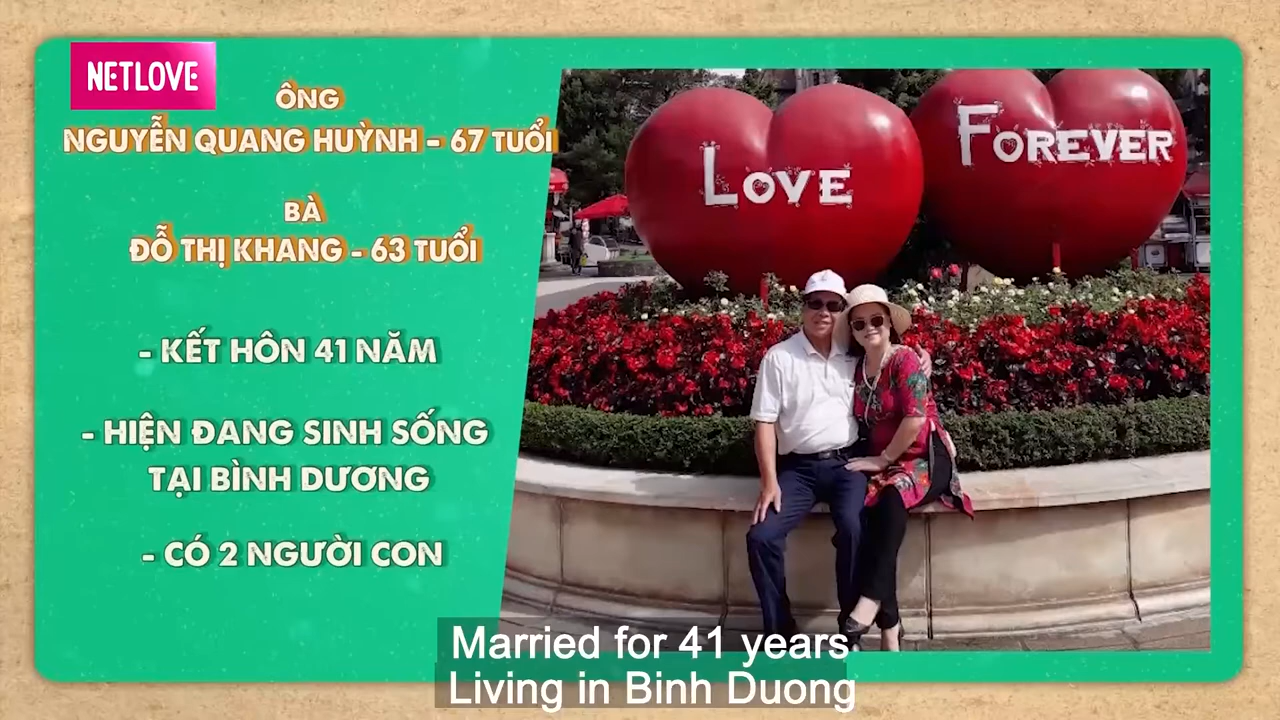 NETLOVE
ÔNG
NGUYỄN QUANG HUỲNH – 67 TUỔI
BÀ
ĐỖ THỊ KHANG - 63 TUỔI
- KẾT HÔN 41 NĂM
- HIỆN ĐANG SINH SỐNG
TẠI BÌNH DƯƠNG
- CÓ 2 NGƯỜI CON
LOVE
FOREVER
Married for 41 years
Living in Binh Duong